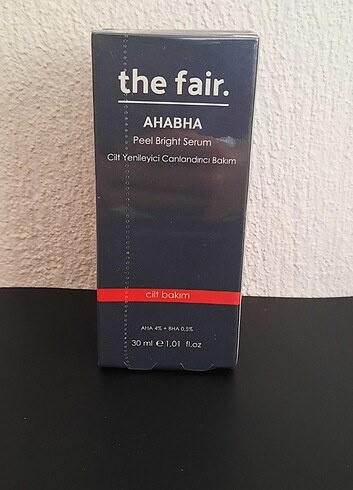 the fair.
AHABHA
Peel Bright Serum
Cilt Yenileyici Canlandırıcı Bakım
cilt bakım
AHA 4% + BHA 0,5%
30 ml ℮ 1,01 fl.oz